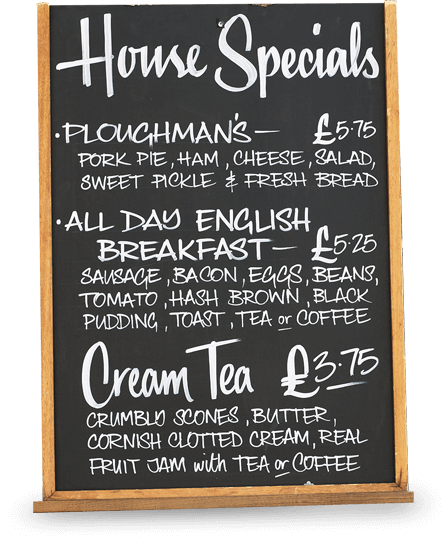 House Specials
· PLOUGHMAN'S — £5·75
PORK PIE, HAM, CHEESE, SALAD,
SWEET PICKLE & FRESH BREAD
· ALL DAY ENGLISH
BREAKFAST — £5·25
SAUSAGE, BACON, EGGS, BEANS,
TOMATO, HASH BROWN, BLACK
PUDDING, TOAST, TEA or COFFEE
Cream Tea £3·75
CRUMBLY SCONES, BUTTER,
CORNISH CLOTTED CREAM, REAL
FRUIT JAM with TEA or COFFEE